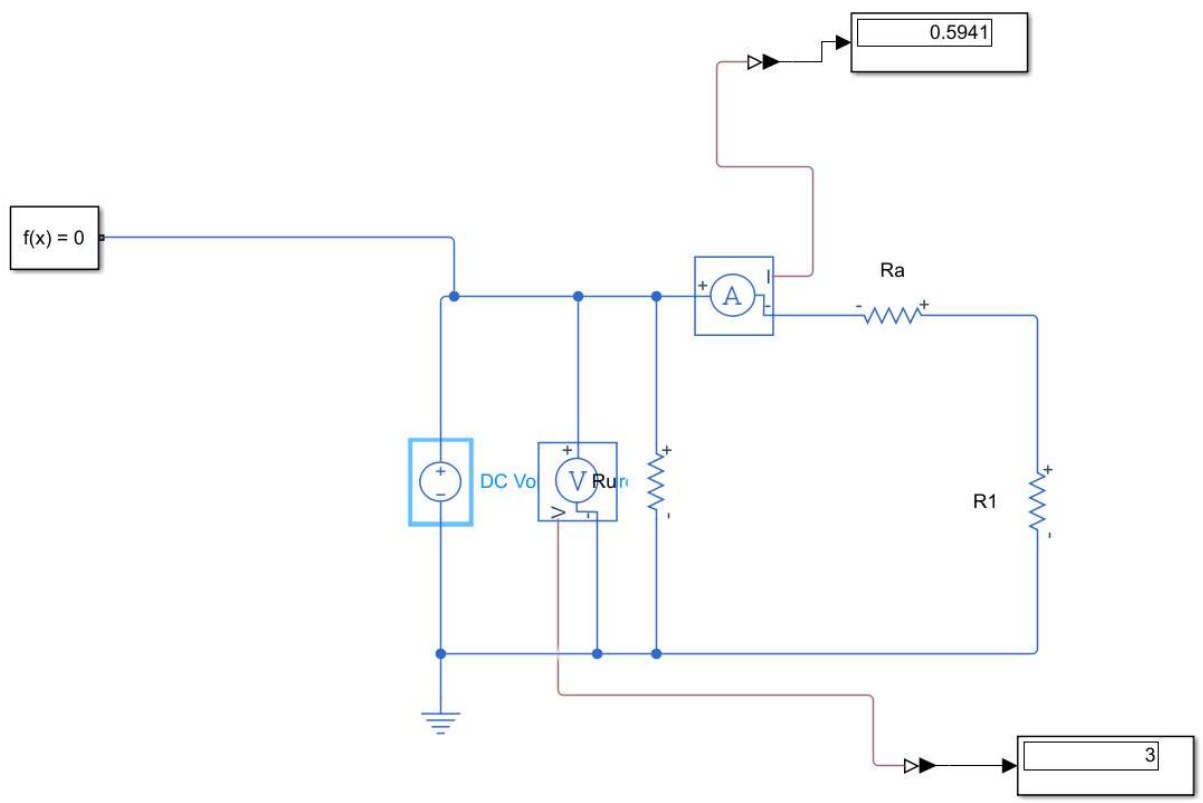 0.5941
f(x) = 0
+
I
A
-
Ra
-
+
+
-
DC Vo
+
V
Ru
V
-
+
-
R1
+
-
3